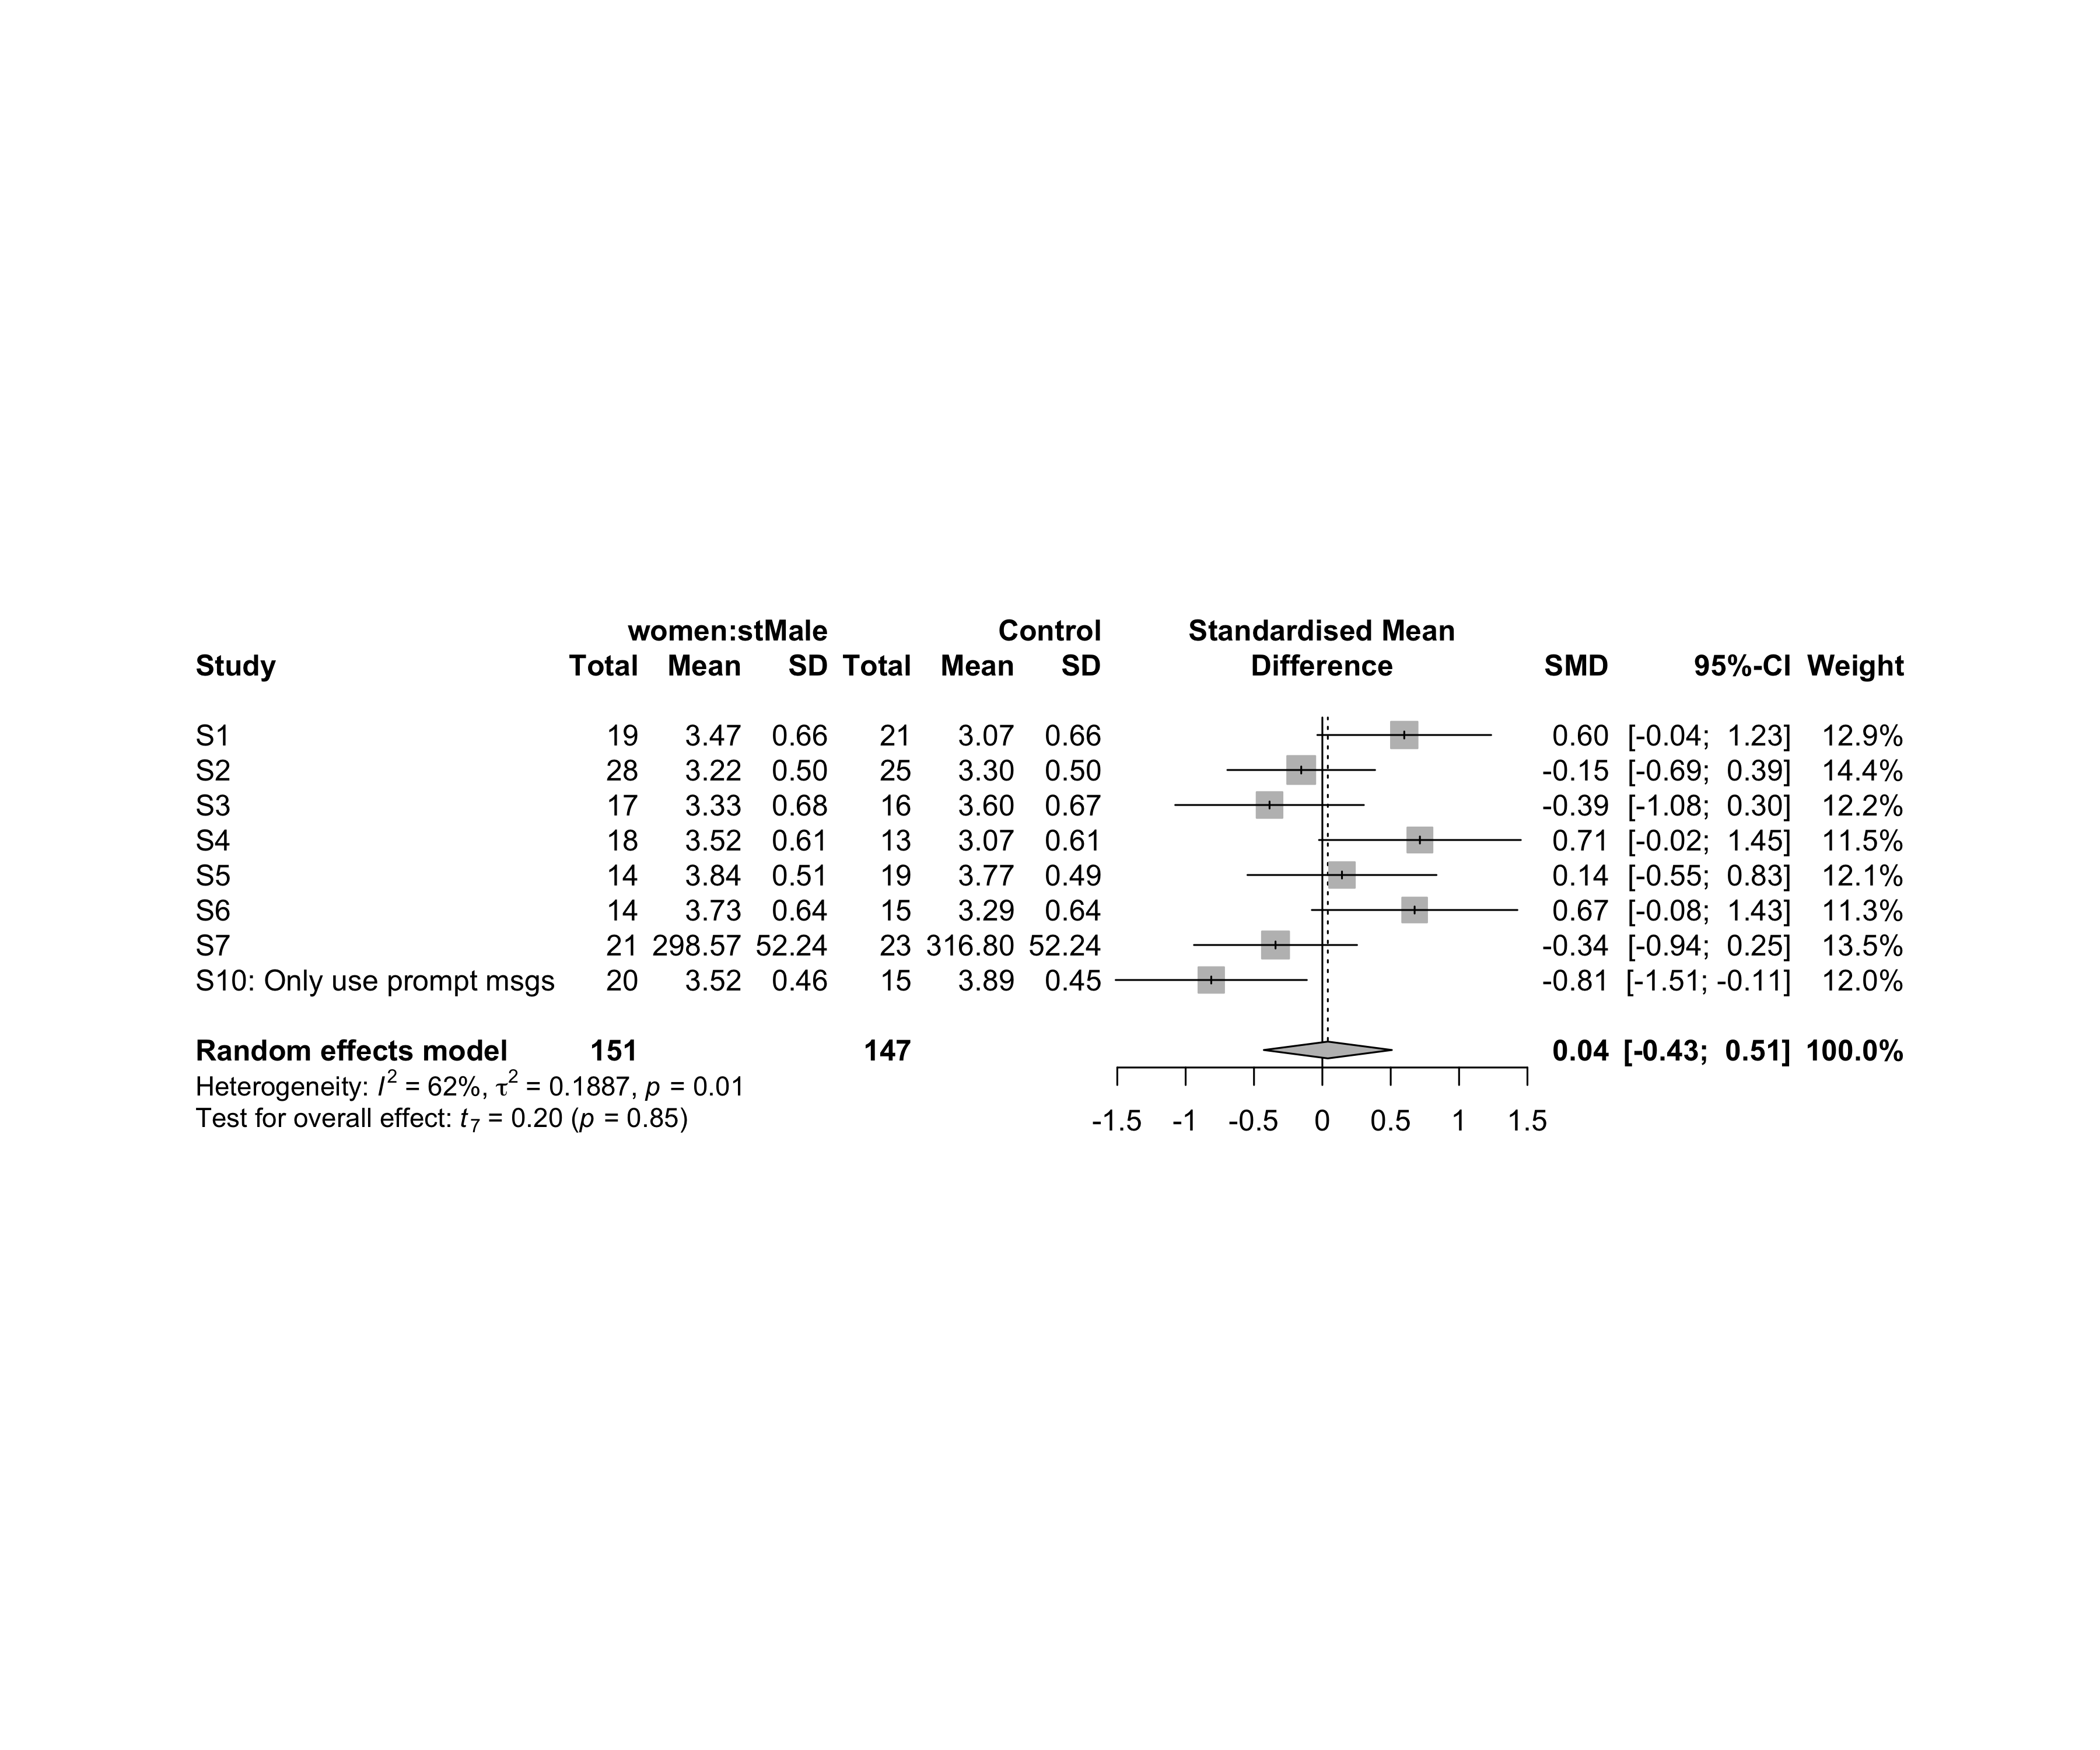 women:stMale Control Standardised Mean
Study Total Mean SD Total Mean SD Difference SMD 95%-CI Weight
S1 19 3.47 0.66 21 3.07 0.66 0.60 [-0.04; 1.23] 12.9%
S2 28 3.22 0.50 25 3.30 0.50 -0.15 [-0.69; 0.39] 14.4%
S3 17 3.33 0.68 16 3.60 0.67 -0.39 [-1.08; 0.30] 12.2%
S4 18 3.52 0.61 13 3.07 0.61 0.71 [-0.02; 1.45] 11.5%
S5 14 3.84 0.51 19 3.77 0.49 0.14 [-0.55; 0.83] 12.1%
S6 14 3.73 0.64 15 3.29 0.64 0.67 [-0.08; 1.43] 11.3%
S7 21 298.57 52.24 23 316.80 52.24 -0.34 [-0.94; 0.25] 13.5%
S10: Only use prompt msgs 20 3.52 0.46 15 3.89 0.45 -0.81 [-1.51; -0.11] 12.0%
Random effects model 151 147 0.04 [-0.43; 0.51] 100.0%
Heterogeneity: I² = 62%, τ² = 0.1887, p = 0.01
Test for overall effect: t₇ = 0.20 (p = 0.85)
-1.5 -1 -0.5 0 0.5 1 1.5